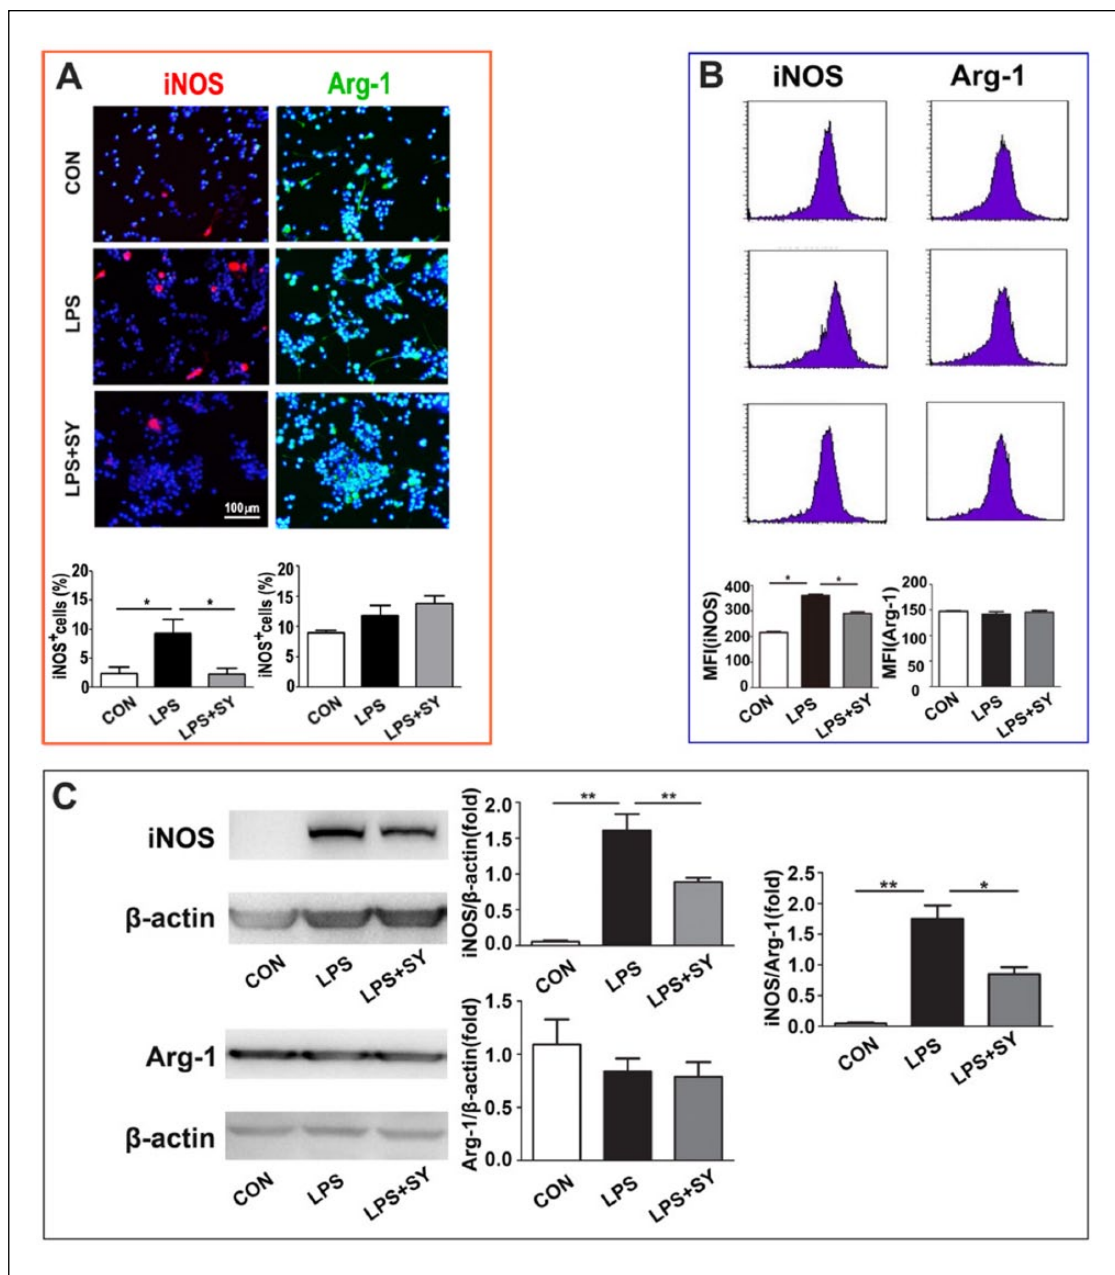 A
iNOS
Arg-1
CON
LPS
LPS+SY
100µm
iNOS⁺cells (%)
20
15
10
5
0
*
*
CON
LPS
LPS+SY
iNOS⁺cells (%)
20
15
10
5
0
CON
LPS
LPS+SY
B
iNOS
Arg-1
MFI(iNOS)
400
300
200
100
0
*
*
CON
LPS
LPS+SY
MFI(Arg-1)
200
150
100
50
0
CON
LPS
LPS+SY
C
iNOS
β-actin
CON
LPS
LPS+SY
Arg-1
β-actin
CON
LPS
LPS+SY
iNOS/β-actin(fold)
2.0
1.5
1.0
0.5
0.0
**
**
CON
LPS
LPS+SY
Arg-1/β-actin(fold)
1.5
1.0
0.5
0.0
CON
LPS
LPS+SY
iNOS/Arg-1(fold)
2.5
2.0
1.5
1.0
0.5
0.0
**
*
CON
LPS
LPS+SY